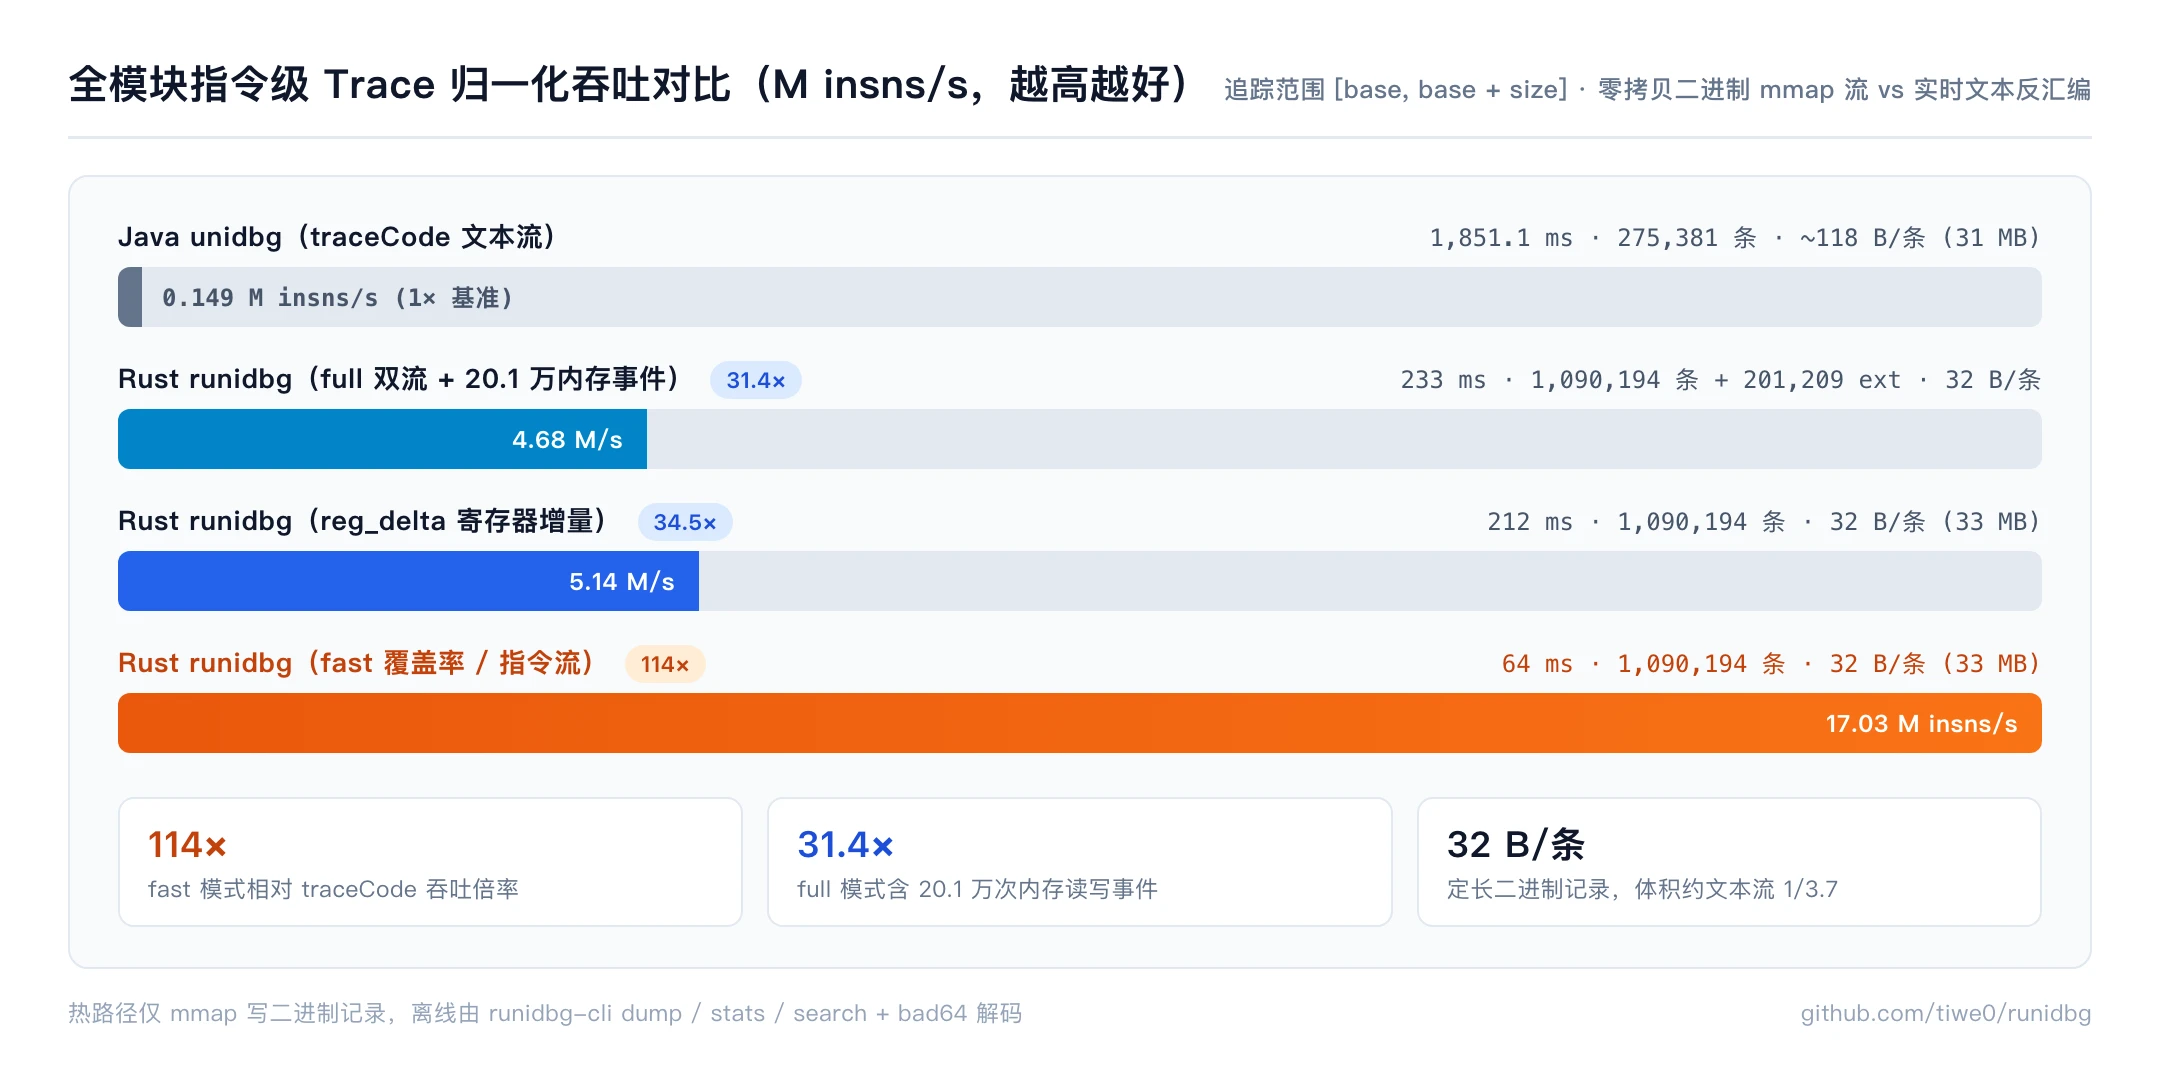 全模块指令级 Trace 归一化吞吐对比（M insns/s，越高越好）
追踪范围 [base, base + size] · 零拷贝二进制 mmap 流 vs 实时文本反汇编
Java unidbg（traceCode 文本流）
1,851.1 ms · 275,381 条 · ~118 B/条 (31 MB)
0.149 M insns/s (1× 基准)
Rust runidbg（full 双流 + 20.1 万内存事件）
31.4×
233 ms · 1,090,194 条 + 201,209 ext · 32 B/条
4.68 M/s
Rust runidbg（reg_delta 寄存器增量）
34.5×
212 ms · 1,090,194 条 · 32 B/条 (33 MB)
5.14 M/s
Rust runidbg（fast 覆盖率 / 指令流）
114×
64 ms · 1,090,194 条 · 32 B/条 (33 MB)
17.03 M insns/s
114×
fast 模式相对 traceCode 吞吐倍率
31.4×
full 模式含 20.1 万次内存读写事件
32 B/条
定长二进制记录，体积约文本流 1/3.7
热路径仅 mmap 写二进制记录，离线由 runidbg-cli dump / stats / search + bad64 解码
github.com/tiwe0/runidbg